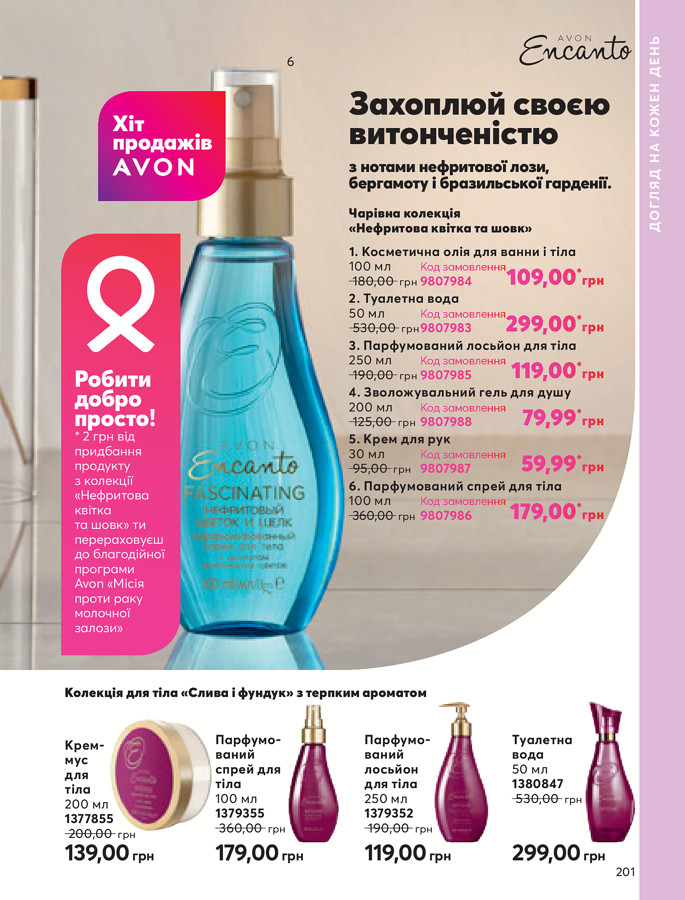 AVON
Encanto
ДОГЛЯД НА КОЖЕН ДЕНЬ
6
Хіт
продажів
AVON
Захоплюй своєю
витонченістю
з нотами нефритової лози,
бергамоту і бразильської гарденії.
Чарівна колекція
«Нефритова квітка та шовк»
1. Косметична олія для ванни і тіла
100 мл Код замовлення
180,00 грн 9807984 109,00* грн
2. Туалетна вода
50 мл Код замовлення
530,00 грн 9807983 299,00* грн
3. Парфумований лосьйон для тіла
250 мл Код замовлення
190,00 грн 9807985 119,00* грн
4. Зволожувальний гель для душу
200 мл Код замовлення
125,00 грн 9807988 79,99* грн
5. Крем для рук
30 мл Код замовлення
95,00 грн 9807987 59,99* грн
6. Парфумований спрей для тіла
100 мл Код замовлення
360,00 грн 9807986 179,00* грн
Робити
добро
просто!
* 2 грн від
придбання
продукту
з колекції
«Нефритова
квітка
та шовк» ти
перераховуєш
до благодійної
програми
Avon «Місія
проти раку
молочної
залози»
AVON
Encanto
FASCINATING
НЕФРИТОВЫЙ
ЦВЕТОК И ШЕЛК
парфюмированный
спрей для тела
100 ml/мл ℮
Колекція для тіла «Слива і фундук» з терпким ароматом
Крем-
мус
для
тіла
200 мл
1377855
200,00 грн
139,00 грн
Парфумо-
ваний
спрей для
тіла
100 мл
1379355
360,00 грн
179,00 грн
Парфумо-
ваний
лосьйон
для тіла
250 мл
1379352
190,00 грн
119,00 грн
Туалетна
вода
50 мл
1380847
530,00 грн
299,00 грн
Encanto
Encanto
Encanto
201